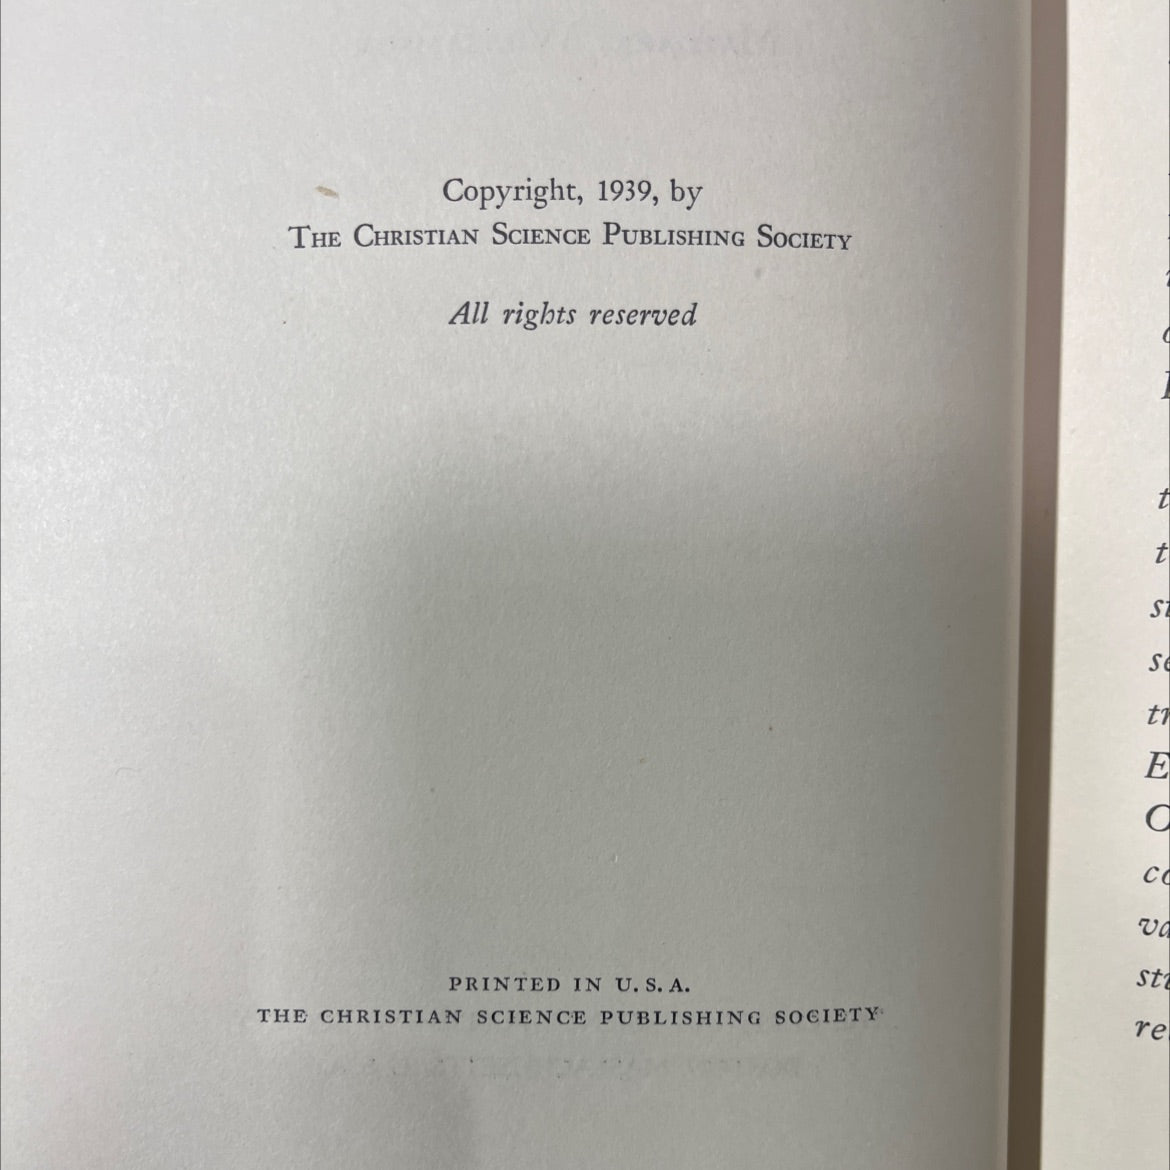 Copyright, 1939, by
The Christian Science Publishing Society
All rights reserved
PRINTED IN U. S. A.
THE CHRISTIAN SCIENCE PUBLISHING SOCIETY